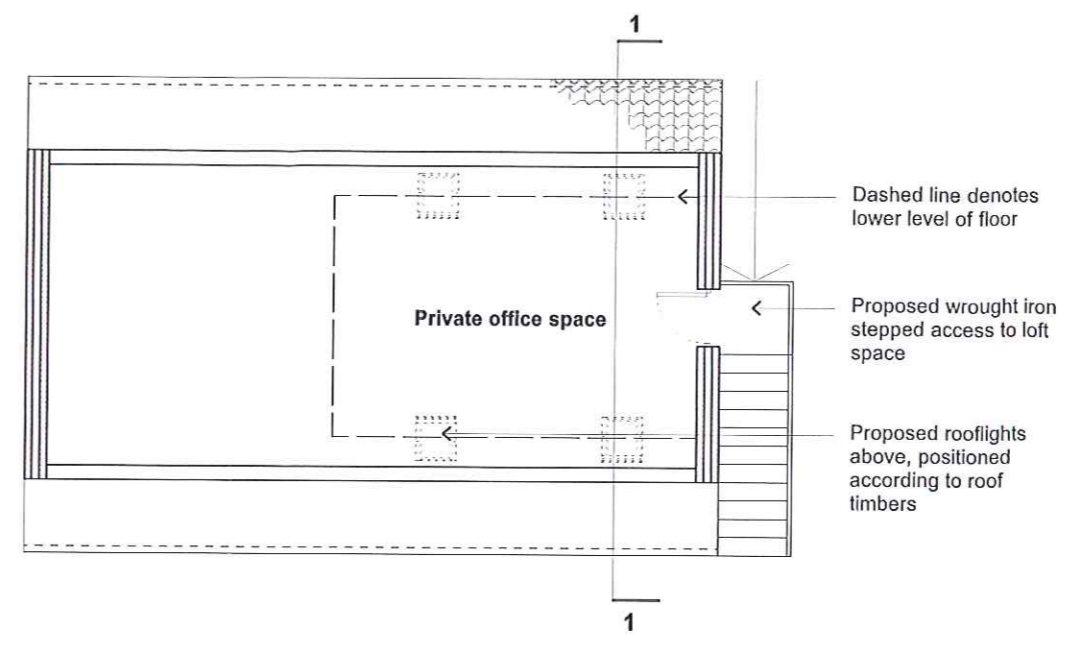 1
Dashed line denotes
lower level of floor
Private office space
Proposed wrought iron
stepped access to loft
space
Proposed rooflights
above, positioned
according to roof
timbers
1